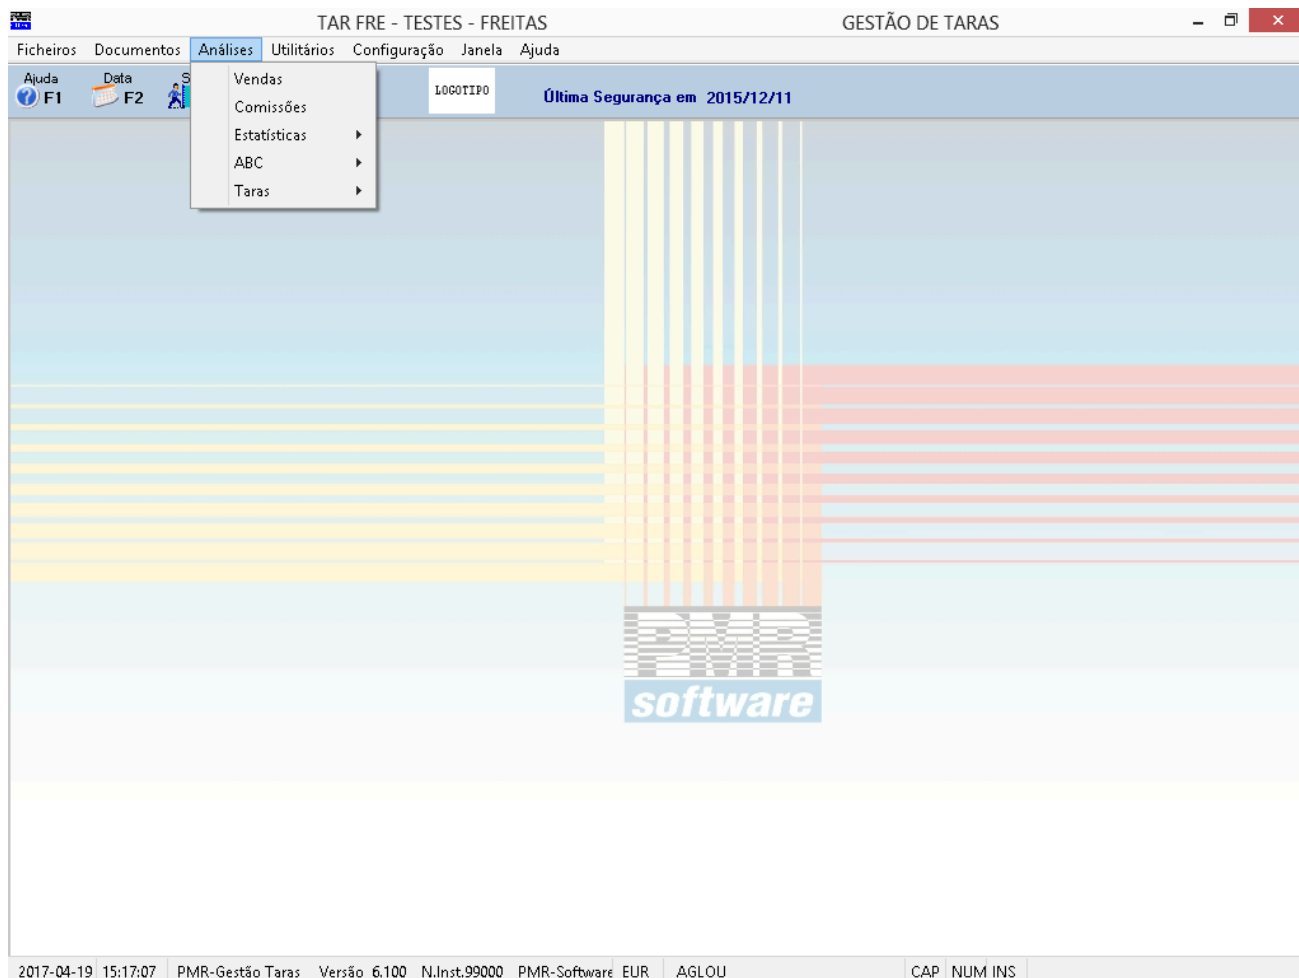 TAR FRE - TESTES - FREITAS GESTÃO DE TARAS
Ficheiros Documentos Análises Utilitários Configuração Janela Ajuda
Ajuda Data S
F1 F2
LOGOTIPO
Última Segurança em 2015/12/11
Vendas
Comissões
Estatísticas
ABC
Taras
PMR
software
2017-04-19 15:17:07 PMR-Gestão Taras Versão 6.100 N.Inst.99000 PMR-Software EUR AGLOU CAP NUM INS